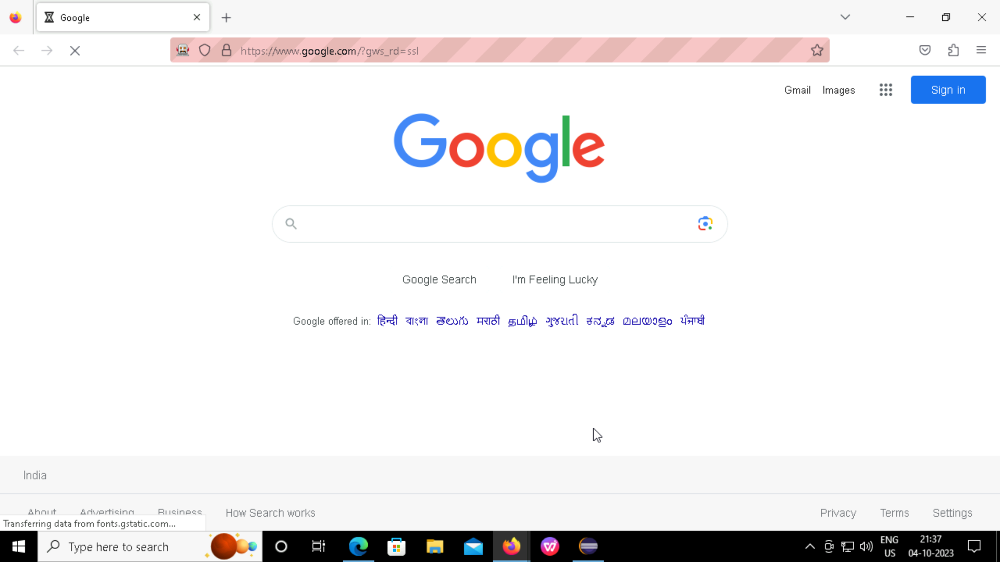 Google
https://www.google.com/?gws_rd=ssl
Gmail Images Sign in
Google
Google Search I'm Feeling Lucky
Google offered in: हिन्दी বাংলা తెలుగు मराठी தமிழ் ગુજરાતી ಕನ್ನಡ മലയാളം ਪੰਜਾਬੀ
India
About Advertising Business How Search works Privacy Terms Settings
Transferring data from fonts.gstatic.com...
Type here to search
ENG 21:37
US 04-10-2023